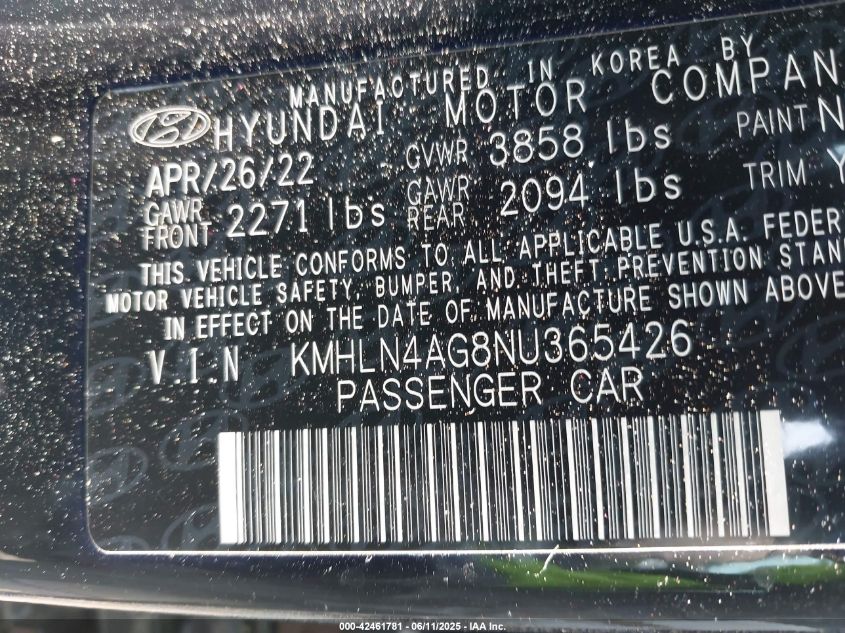 MANUFACTURED IN KOREA BY
HYUNDAI MOTOR COMPAN
APR/26/22 GVWR 3858 lbs PAINT N
GAWR FRONT 2271 lbs GAWR REAR 2094 lbs TRIM Y
THIS VEHICLE CONFORMS TO ALL APPLICABLE U.S.A. FEDER
MOTOR VEHICLE SAFETY, BUMPER, AND THEFT PREVENTION STAN
IN EFFECT ON THE DATE OF MANUFACTURE SHOWN ABOVE
V.I.N KMHLN4AG8NU365426
PASSENGER CAR
000-42461781 - 06/11/2025 - IAA Inc.